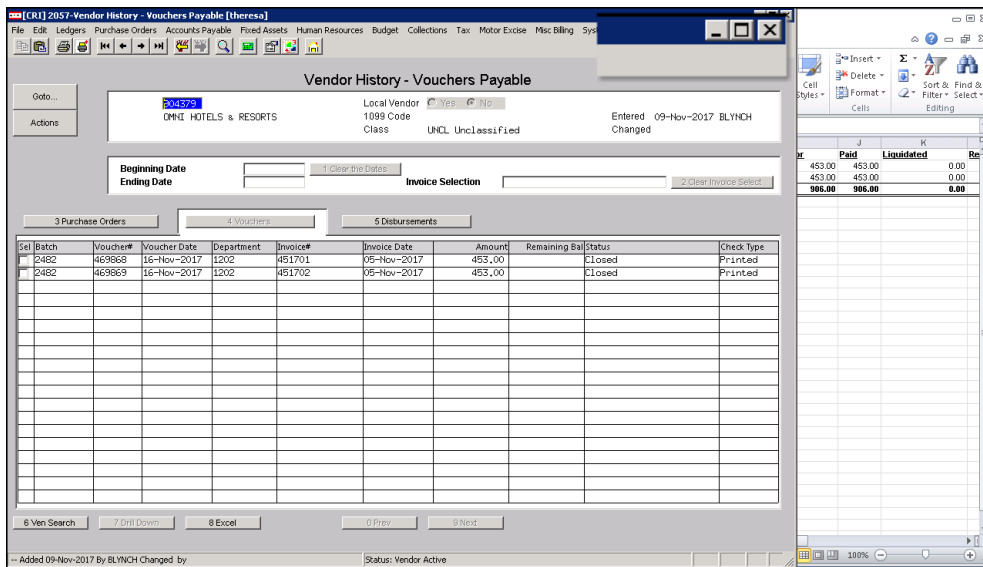 [CRI] 2057-Vendor History - Vouchers Payable [theresa]
File Edit Ledgers Purchase Orders Accounts Payable Fixed Assets Human Resources Budget Collections Tax Motor Excise Misc Billing
Vendor History - Vouchers Payable
Goto...
Actions
904379
OMNI HOTELS & RESORTS
Local Vendor Yes No
1099 Code
Class UNCL Unclassified
Entered 09-Nov-2017 BLYNCH
Changed
Beginning Date 1 Clear the Dates
Ending Date Invoice Selection 2 Clear Invoice Select
3 Purchase Orders 4 Vouchers 5 Disbursements
Sel Batch Voucher# Voucher Date Department Invoice# Invoice Date Amount Remaining Bal Status Check Type
2482 469868 16-Nov-2017 1202 451701 05-Nov-2017 453.00 Closed Printed
2482 469869 16-Nov-2017 1202 451702 05-Nov-2017 453.00 Closed Printed
6 Ven Search 7 Drill Down 8 Excel 0 Prev 9 Next
-- Added 09-Nov-2017 By BLYNCH Changed by Status: Vendor Active
Cell Styles
Insert
Delete
Format
Cells
Σ
Sort & Filter
Find & Select
Editing
J K
Paid Liquidated
453.00 453.00 0.00
453.00 453.00 0.00
906.00 906.00 0.00
100%